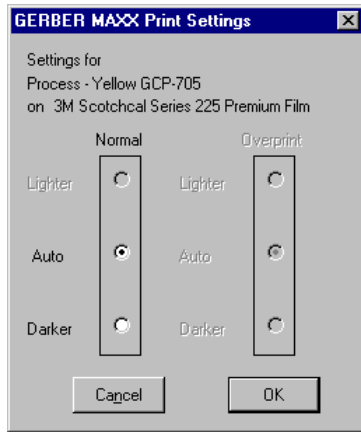 GERBER MAXX Print Settings
Settings for
Process - Yellow GCP-705
on 3M Scotchcal Series 225 Premium Film
Normal Overprint
Lighter Lighter
Auto Auto
Darker Darker
Cancel OK